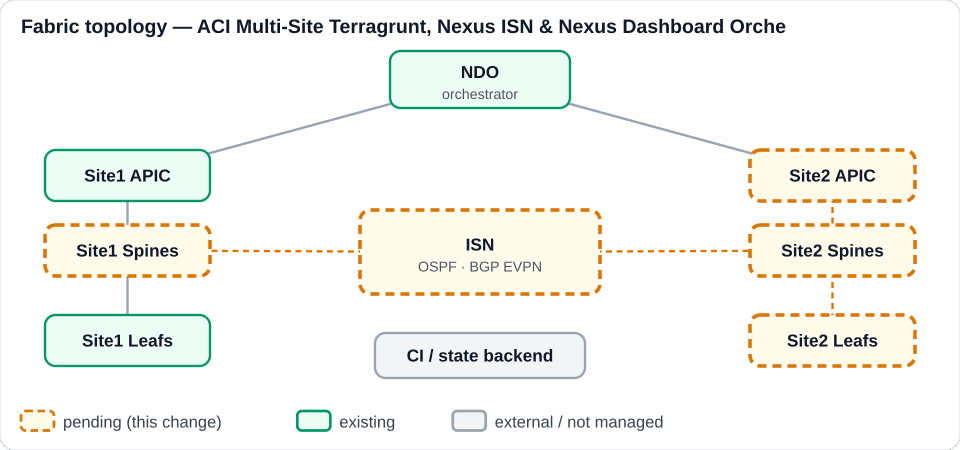 Fabric topology — ACI Multi-Site Terragrunt, Nexus ISN & Nexus Dashboard Orche
NDO
orchestrator
Site1 APIC
Site2 APIC
Site1 Spines
ISN
OSPF · BGP EVPN
Site2 Spines
Site1 Leafs
CI / state backend
Site2 Leafs
pending (this change)
existing
external / not managed